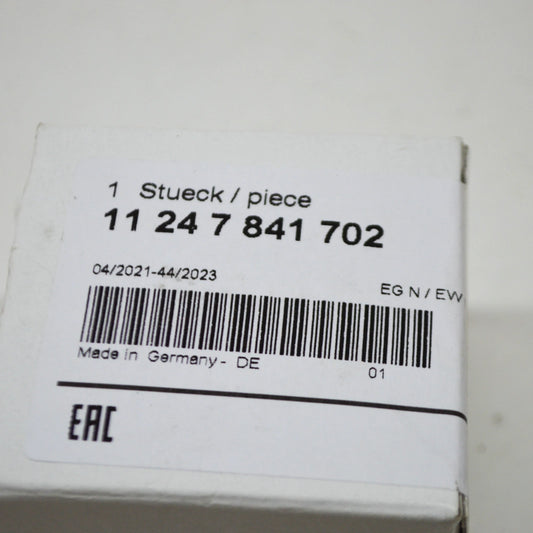 1 Stueck / piece
11 24 7 841 702
04/2021-44/2023
EG N / EW
Made in Germany - DE
01
EAC